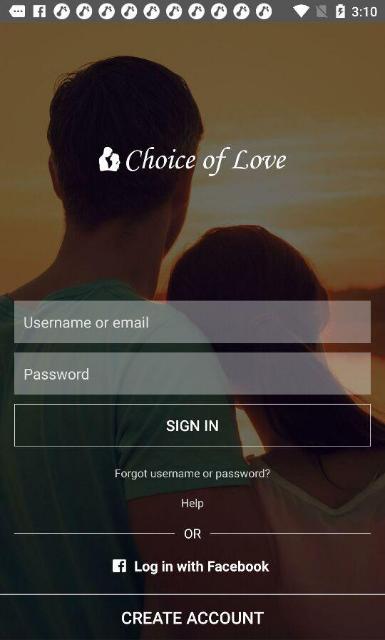 3:10
Choice of Love
Username or email
Password
SIGN IN
Forgot username or password?
Help
OR
Log in with Facebook
CREATE ACCOUNT